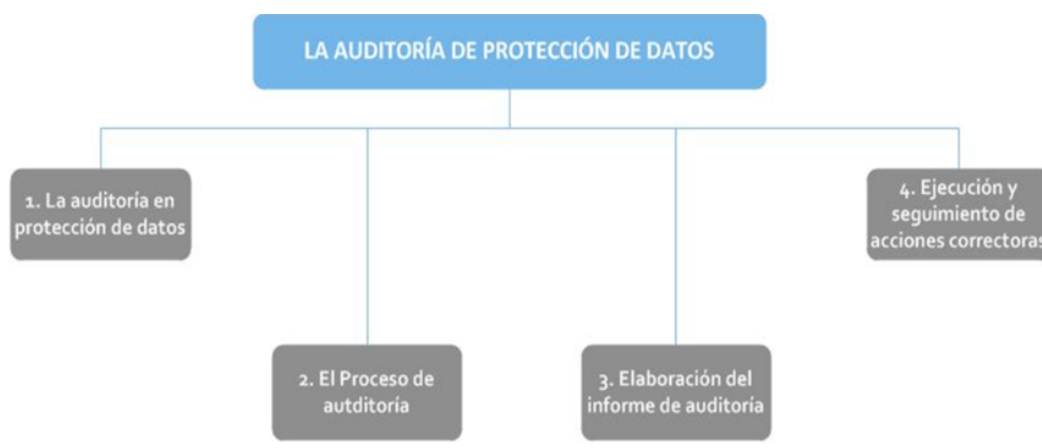 LA AUDITORÍA DE PROTECCIÓN DE DATOS
1. La auditoría en
protección de datos
4. Ejecución y
seguimiento de
acciones correctoras
2. El Proceso de
autditoría
3. Elaboración del
informe de auditoría